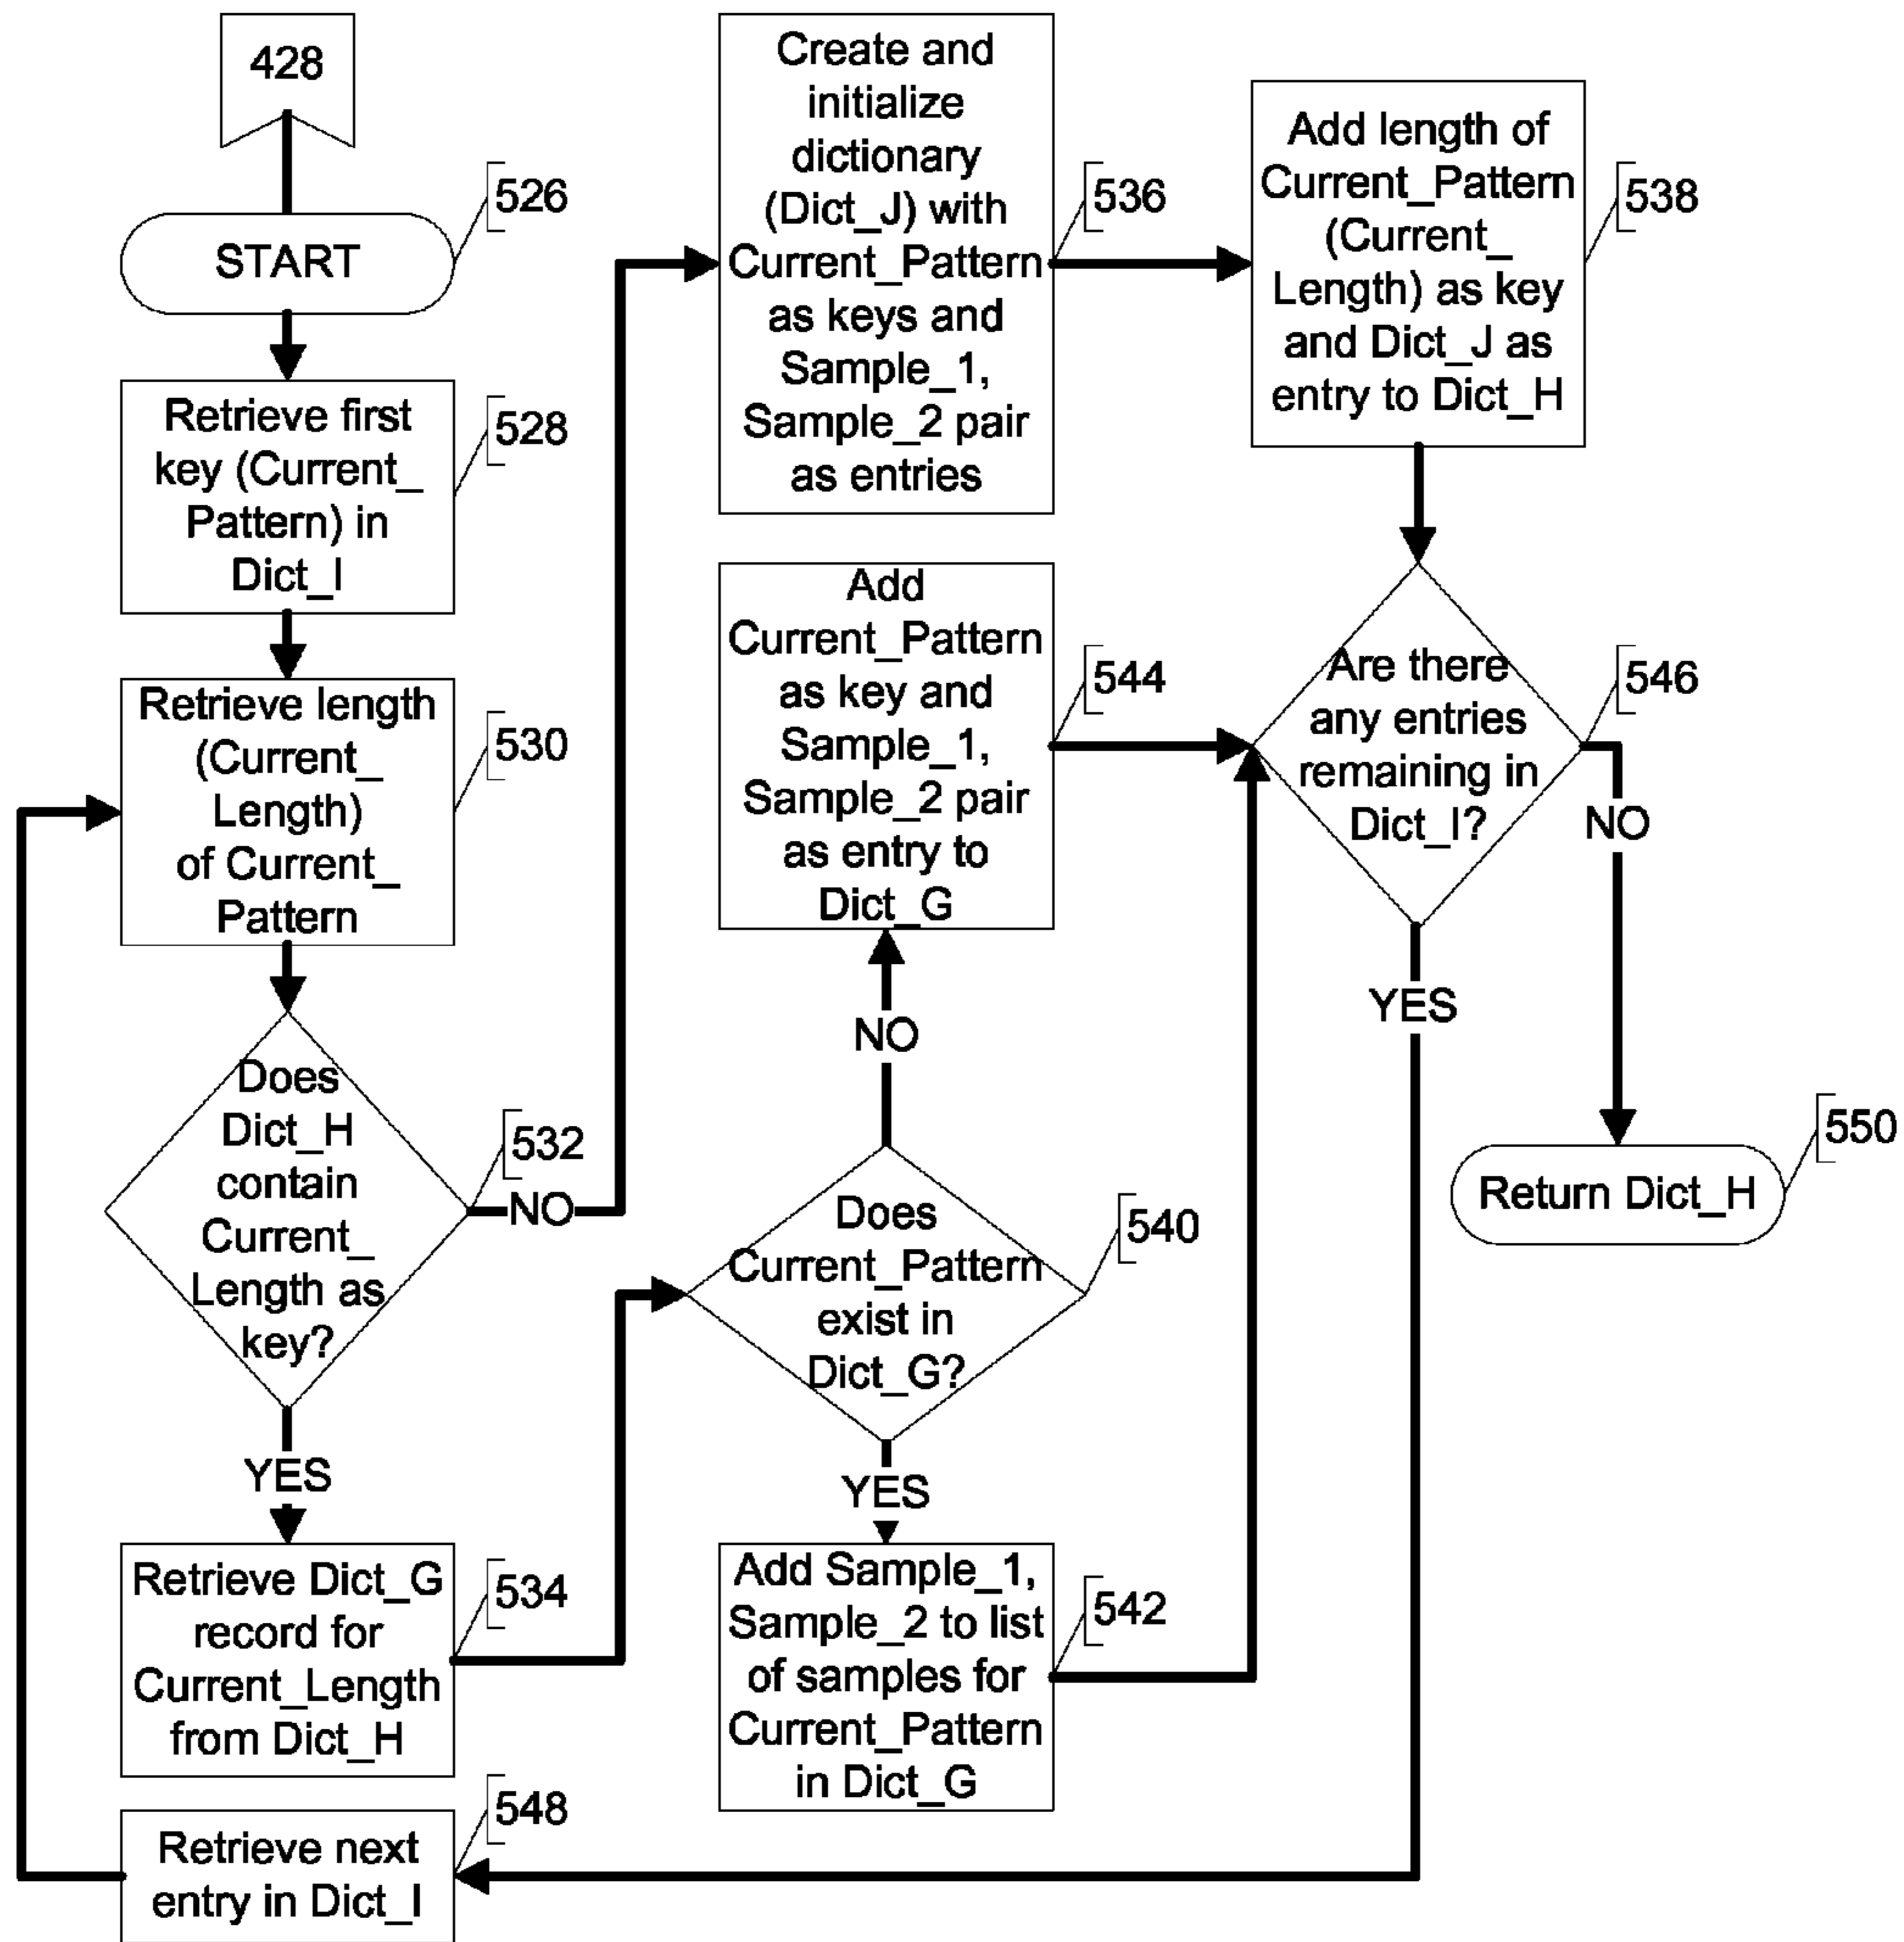 428
START
526
Retrieve first
key (Current_
Pattern) in
Dict_I
528
Retrieve length
(Current_
Length)
of Current_
Pattern
530
Does
Dict_H
contain
Current_
Length as
key?
532
NO
YES
Retrieve Dict_G
record for
Current_Length
from Dict_H
534
Create and
initialize
dictionary
(Dict_J) with
Current_Pattern
as keys and
Sample_1,
Sample_2 pair
as entries
536
Add length of
Current_Pattern
(Current_
Length) as key
and Dict_J as
entry to Dict_H
538
Does
Current_Pattern
exist in
Dict_G?
540
NO
YES
Add Sample_1,
Sample_2 to list
of samples for
Current_Pattern
in Dict_G
542
Add
Current_Pattern
as key and
Sample_1,
Sample_2 pair
as entry to
Dict_G
544
Are there
any entries
remaining in
Dict_I?
546
NO
YES
Retrieve next
entry in Dict_I
548
Return Dict_H
550